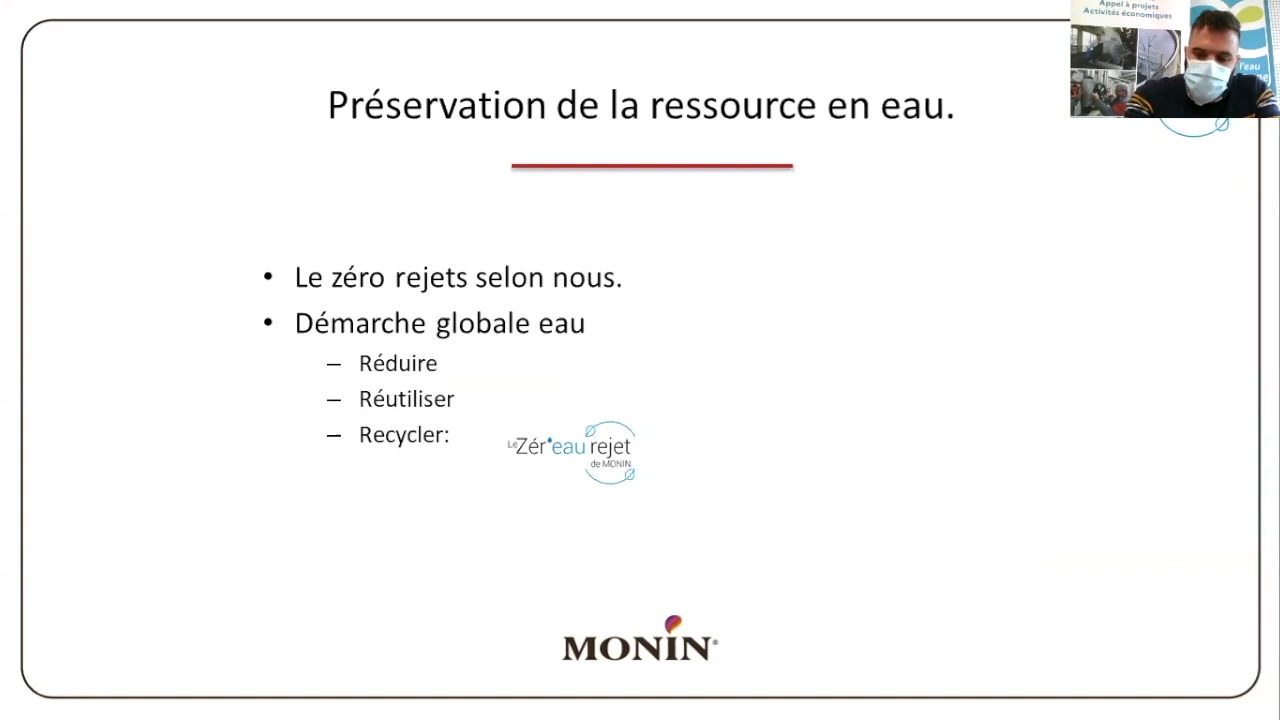 Appel à projets
Activités économiques
l'eau
Préservation de la ressource en eau.
• Le zéro rejets selon nous.
• Démarche globale eau
– Réduire
– Réutiliser
– Recycler:
Le Zér'eau rejet
de MONIN
MONIN®